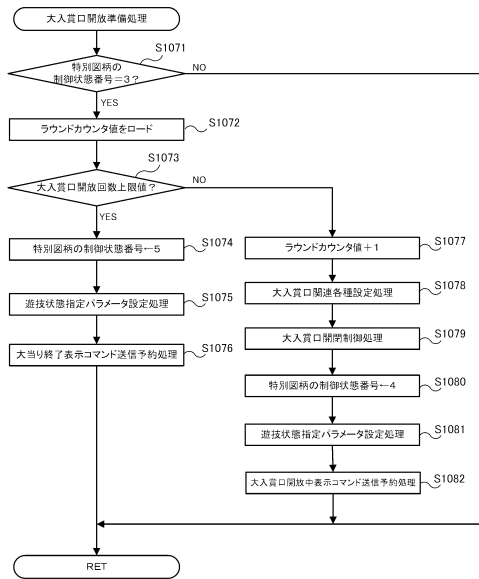 大入賞口開放準備処理
S1071
特別図柄の
制御状態番号=3?
NO
YES
ラウンドカウンタ値をロード
S1072
S1073
大入賞口開放回数上限値?
NO
YES
特別図柄の制御状態番号←5
S1074
遊技状態指定パラメータ設定処理
S1075
大当り終了表示コマンド送信予約処理
S1076
ラウンドカウンタ値+1
S1077
大入賞口関連各種設定処理
S1078
大入賞口開閉制御処理
S1079
特別図柄の制御状態番号←4
S1080
遊技状態指定パラメータ設定処理
S1081
大入賞口開放中表示コマンド送信予約処理
S1082
RET